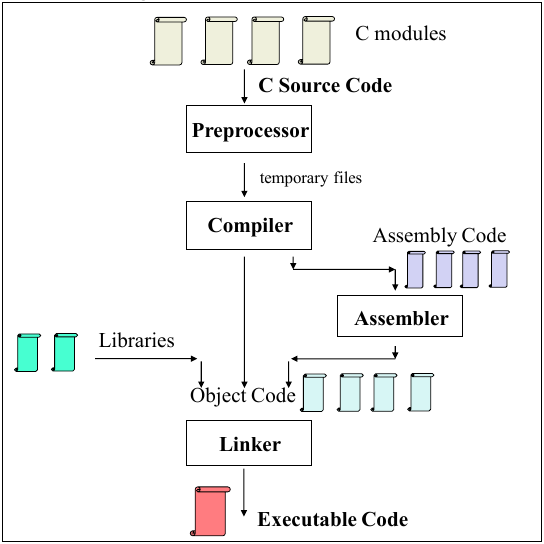 C modules
C Source Code
Preprocessor
temporary files
Compiler
Assembly Code
Assembler
Libraries
Object Code
Linker
Executable Code